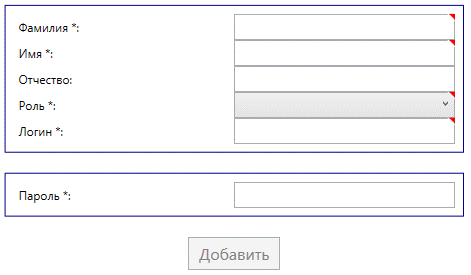 Фамилия *:
Имя *:
Отчество:
Роль *:
Логин *:
Пароль *:
Добавить